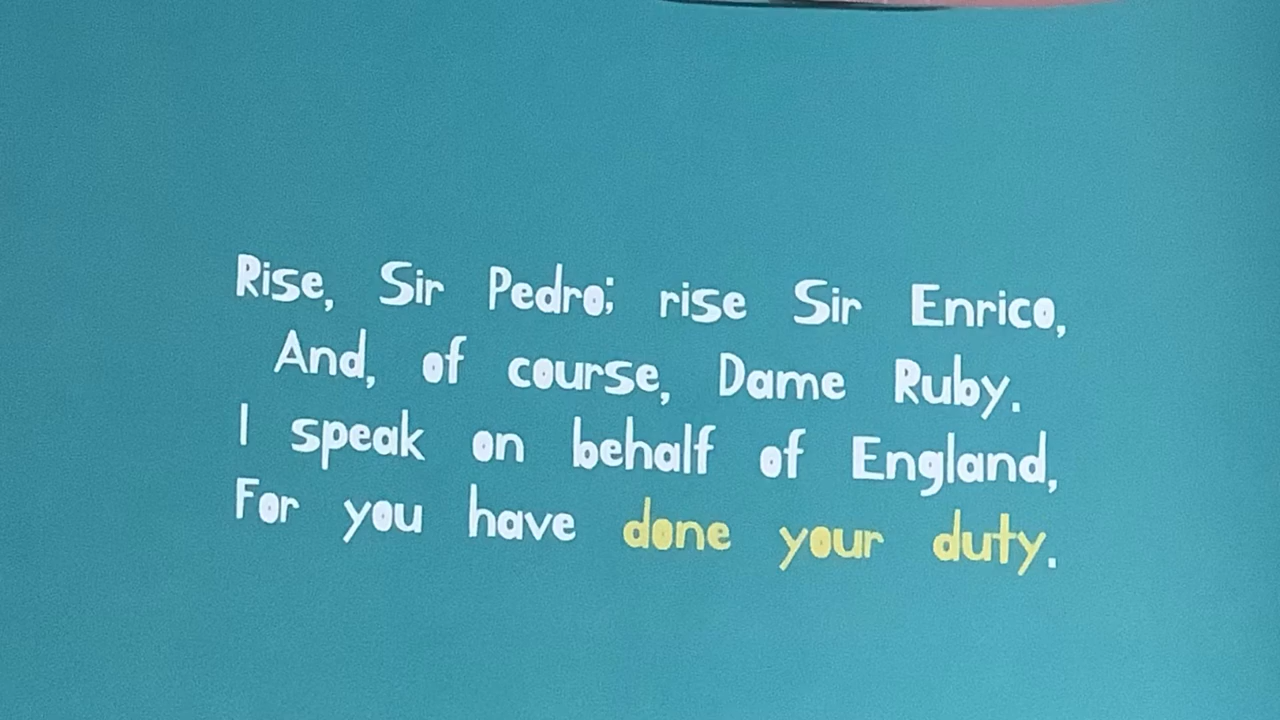 Rise, Sir Pedro; rise Sir Enrico,
And, of course, Dame Ruby.
I speak on behalf of England,
For you have done your duty.